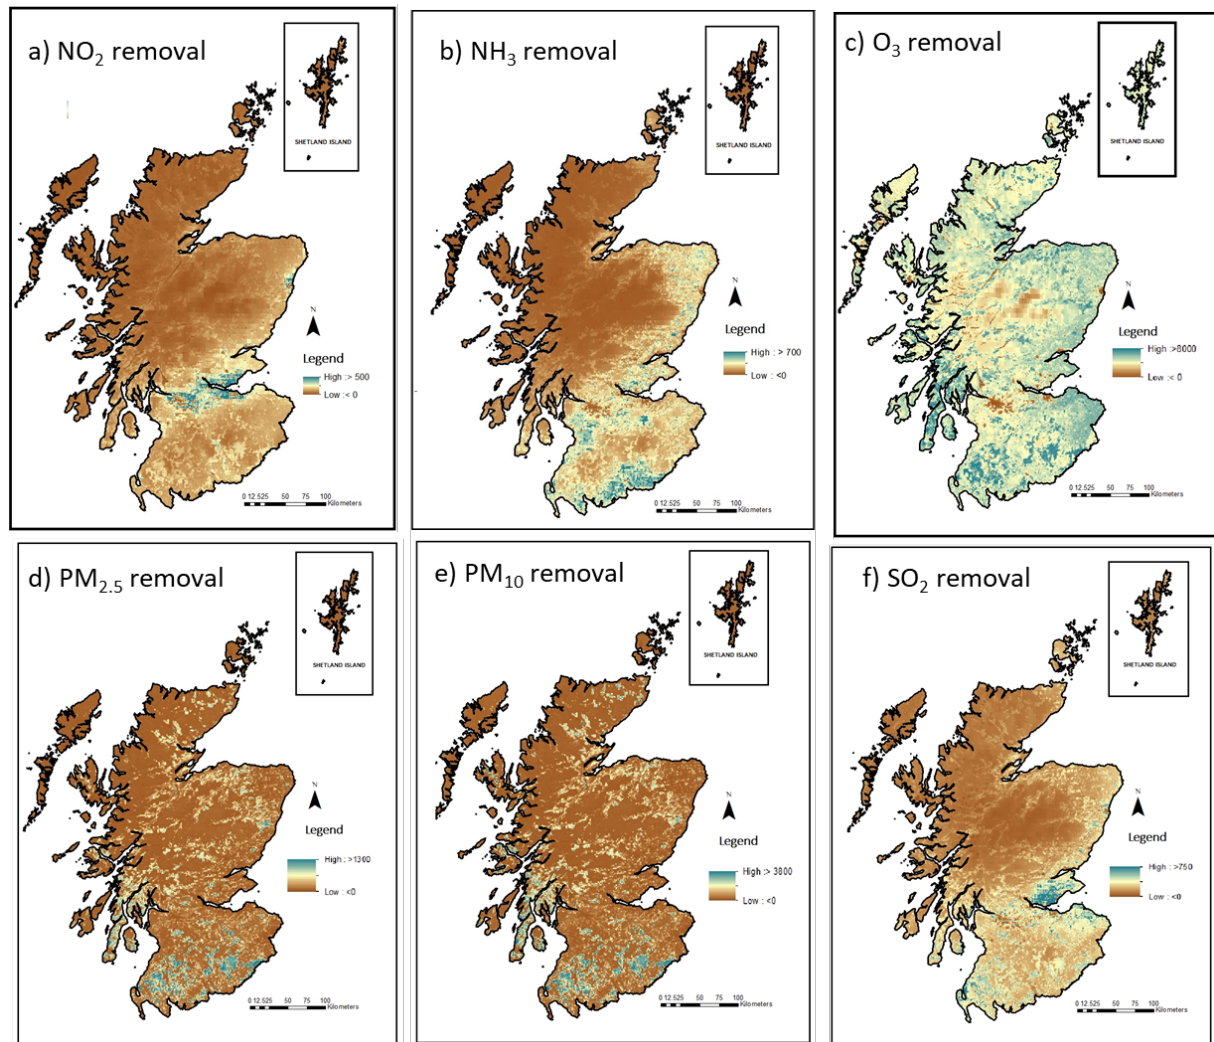 a) NO₂ removal
SHETLAND ISLAND
N
Legend
High : > 500
Low : < 0
0 12.525 50 75 100
Kilometers
b) NH₃ removal
SHETLAND ISLAND
N
Legend
High : > 700
Low : <0
0 12.525 50 75 100
Kilometers
c) O₃ removal
SHETLAND ISLAND
N
Legend
High :>8000
Low : < 0
0 12.525 50 75 100
Kilometers
d) PM₂.₅ removal
SHETLAND ISLAND
N
Legend
High : >1300
Low : <0
0 12.525 50 75 100
Kilometers
e) PM₁₀ removal
SHETLAND ISLAND
N
Legend
High :> 3800
Low : <0
0 12.525 50 75 100
Kilometers
f) SO₂ removal
SHETLAND ISLAND
N
Legend
High : >750
Low : <0
0 12.525 50 75 100
Kilometers